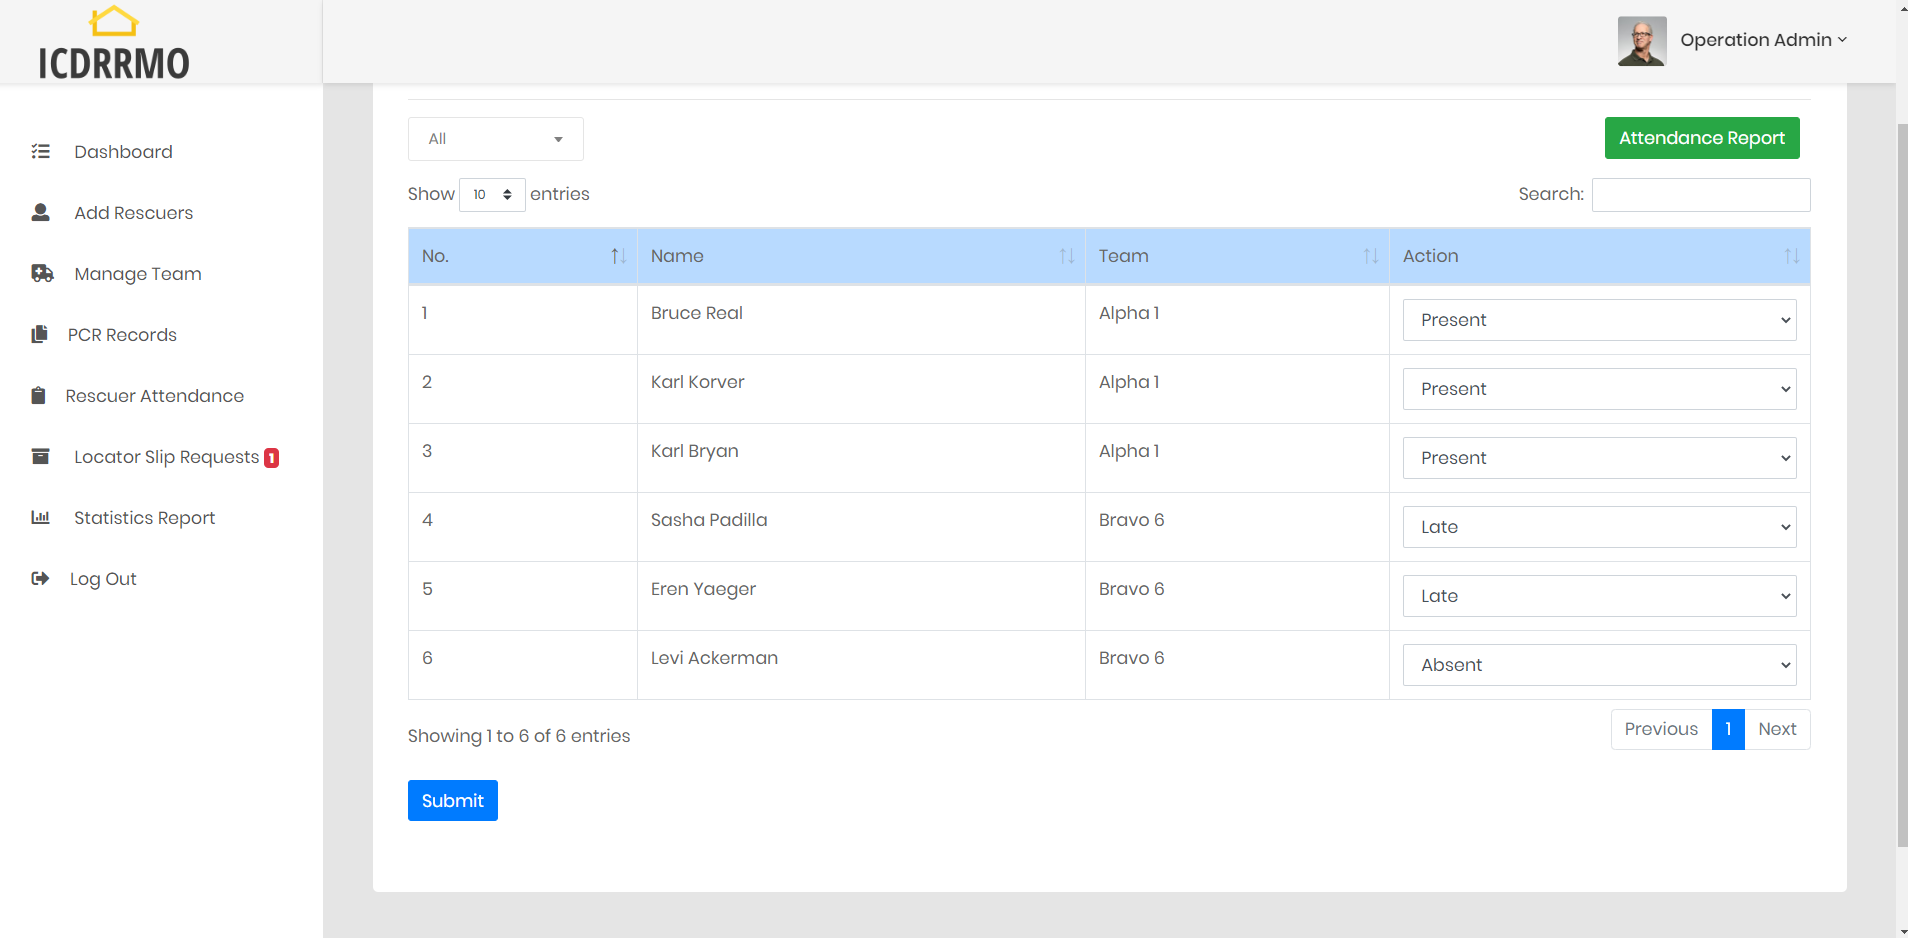 ICDRRMO
Operation Admin
Dashboard
Add Rescuers
Manage Team
PCR Records
Rescuer Attendance
Locator Slip Requests 1
Statistics Report
Log Out
All
Attendance Report
Show 10 entries
Search:
No. Name Team Action
1 Bruce Real Alpha 1 Present
2 Karl Korver Alpha 1 Present
3 Karl Bryan Alpha 1 Present
4 Sasha Padilla Bravo 6 Late
5 Eren Yaeger Bravo 6 Late
6 Levi Ackerman Bravo 6 Absent
Showing 1 to 6 of 6 entries
Previous 1 Next
Submit